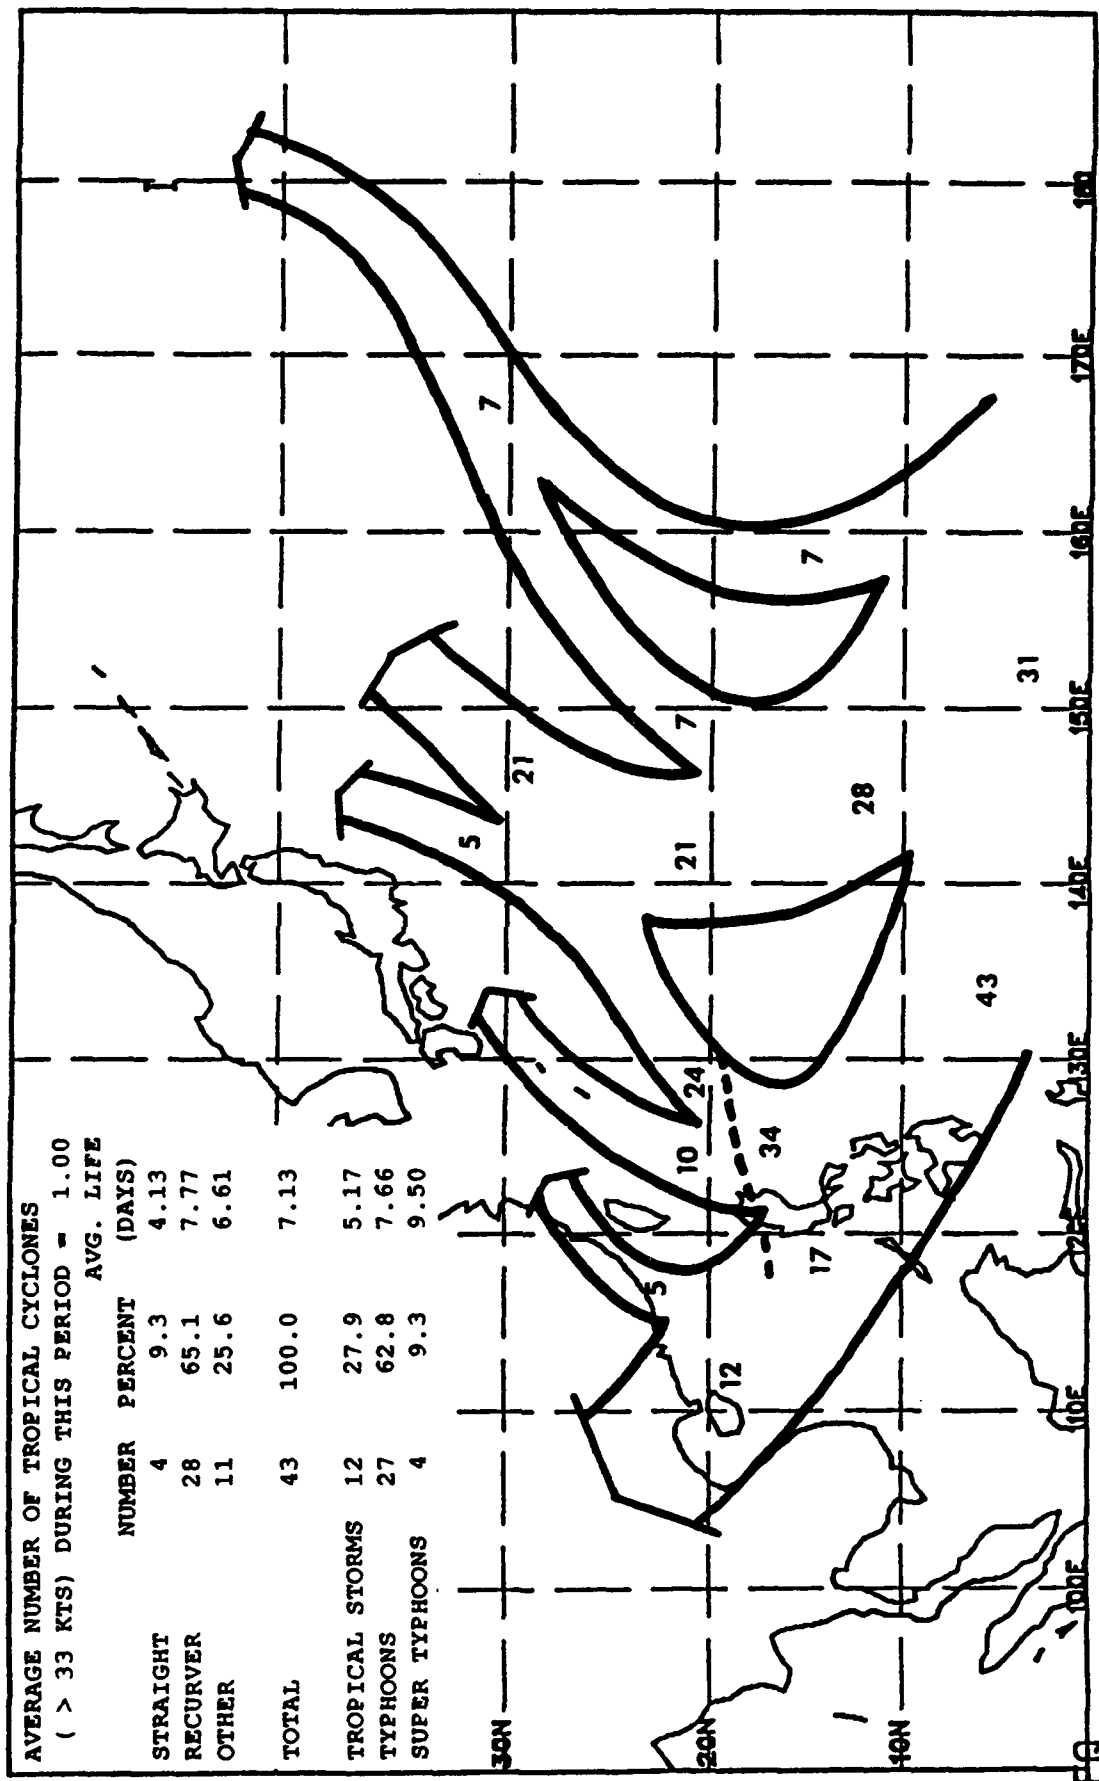 AVERAGE NUMBER OF TROPICAL CYCLONES
( > 33 KTS) DURING THIS PERIOD = 1.00
AVG. LIFE
NUMBER PERCENT (DAYS)
STRAIGHT 4 9.3 4.13
RECURVER 28 65.1 7.77
OTHER 11 25.6 6.61
TOTAL 43 100.0 7.13
TROPICAL STORMS 12 27.9 5.17
TYPHOONS 27 62.8 7.66
SUPER TYPHOONS 4 9.3 9.50
30N
5
21
7
20N
12
5
10
24
21
7
17
34
28
7
10N
43
31
EQ
100E
110E
120E
130E
140E
150E
160E
170E
180